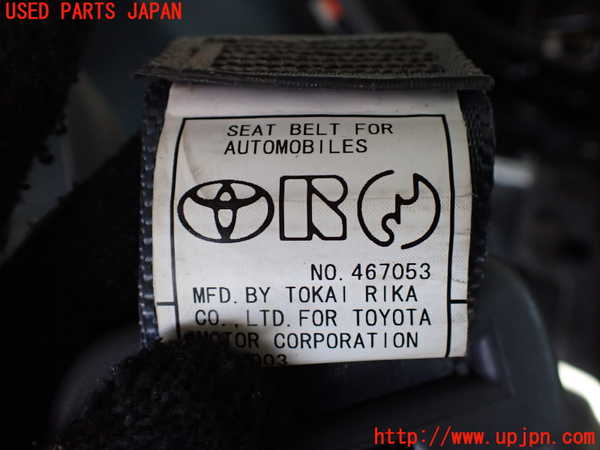 USED PARTS JAPAN
SEAT BELT FOR
AUTOMOBILES
NO. 467053
MFD. BY TOKAI RIKA
CO., LTD. FOR TOYOTA
MOTOR CORPORATION
003
http://www.upjpn.com/